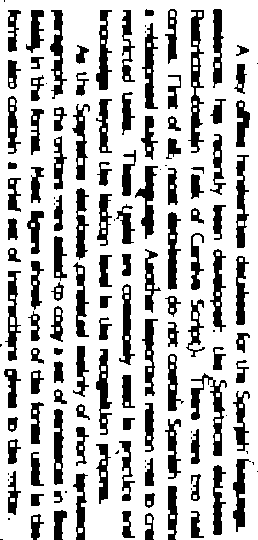 A new offline handwritten database for the Spanish language
sentences, has recently been developed: the Spartacus database
Restricted-domain Task of Cursive Script). There were two
corpus. First of all, most databases do not contain Spanish
a widespread major language. Another important reason was to
restricted tasks. These tasks are commonly used in practice and
knowledge beyond the lexicon level in the recognition process.
As the Spartacus database consisted mainly of short sentences
paragraphs, the writers were asked to copy a set of sentences in
fields in the forms. Next figure shows one of the forms used in the
forms also contain a brief set of instructions given to the writer.